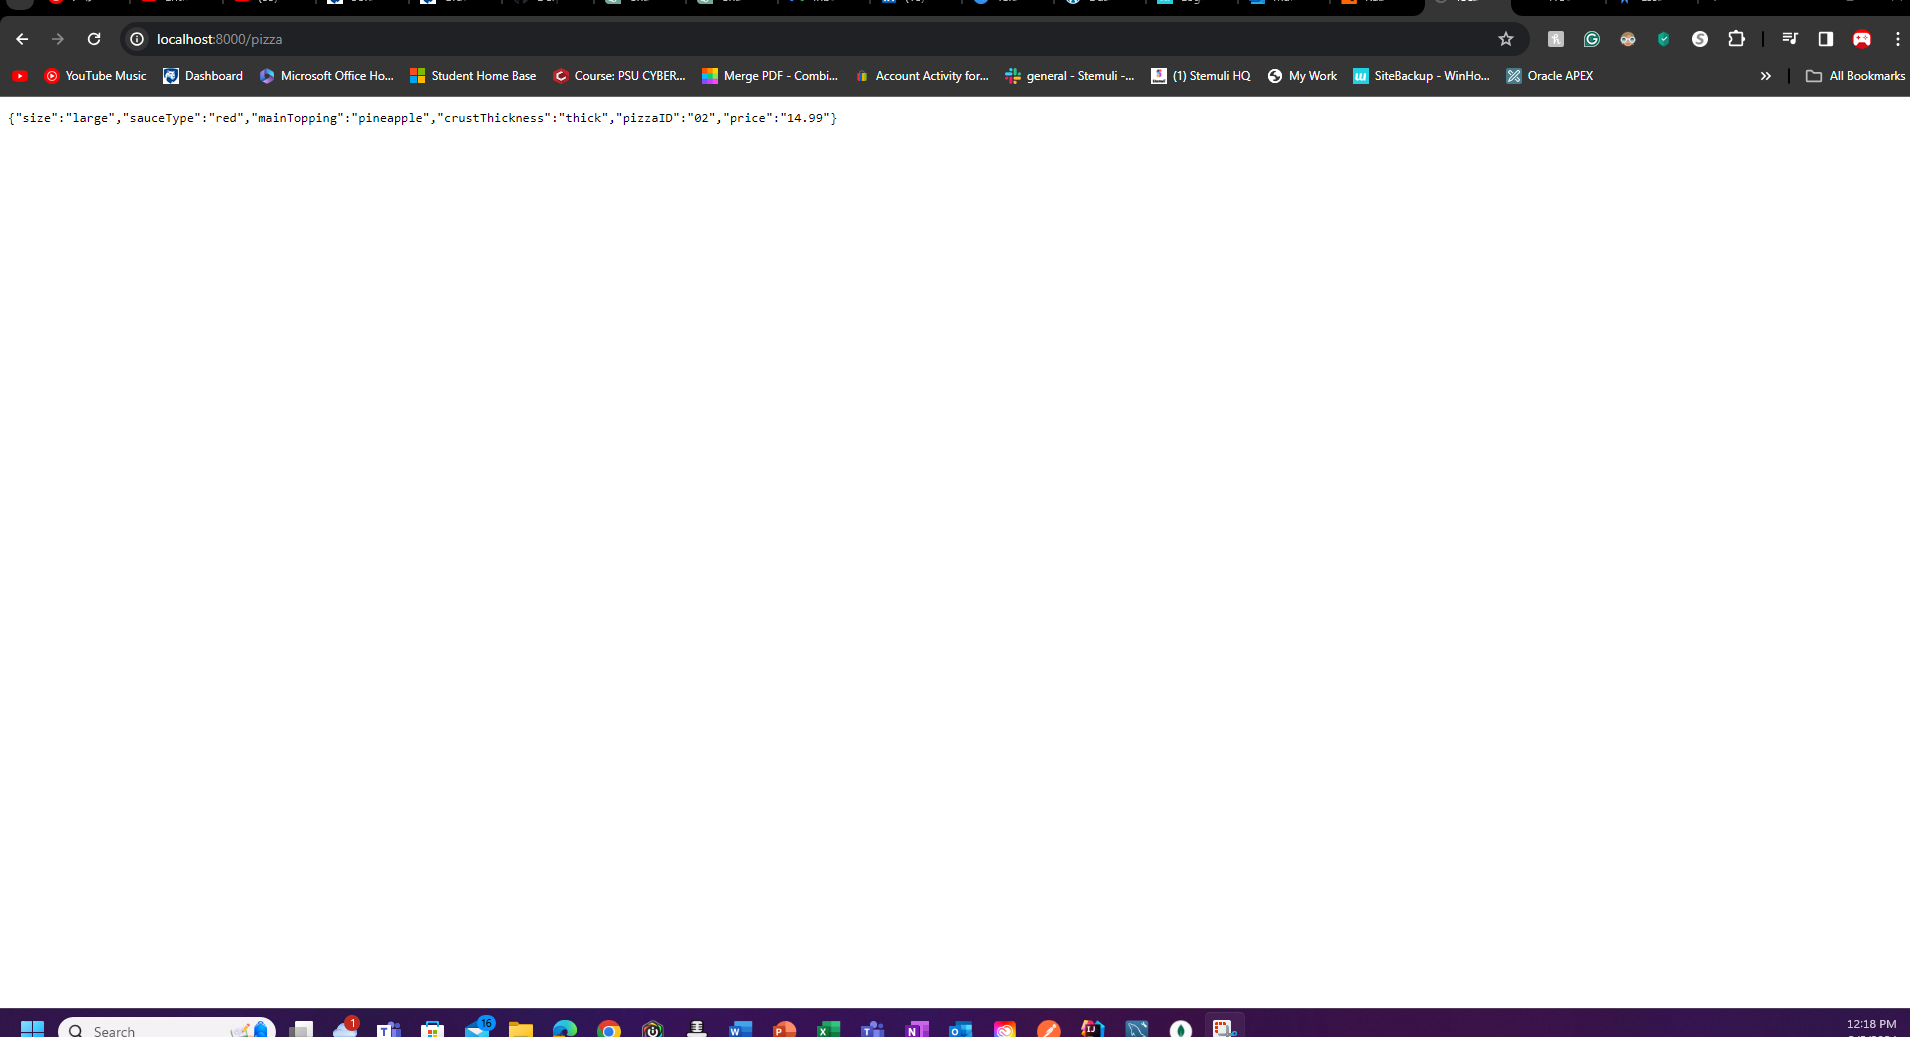 localhost:8000/pizza
YouTube Music Dashboard Microsoft Office Ho... Student Home Base Course: PSU CYBER... Merge PDF - Combi... Account Activity for... general - Stemuli -... (1) Stemuli HQ My Work SiteBackup - WinHo... Oracle APEX » All Bookmarks
{"size":"large","sauceType":"red","mainTopping":"pineapple","crustThickness":"thick","pizzaID":"02","price":"14.99"}
Search 1 16 12:18 PM